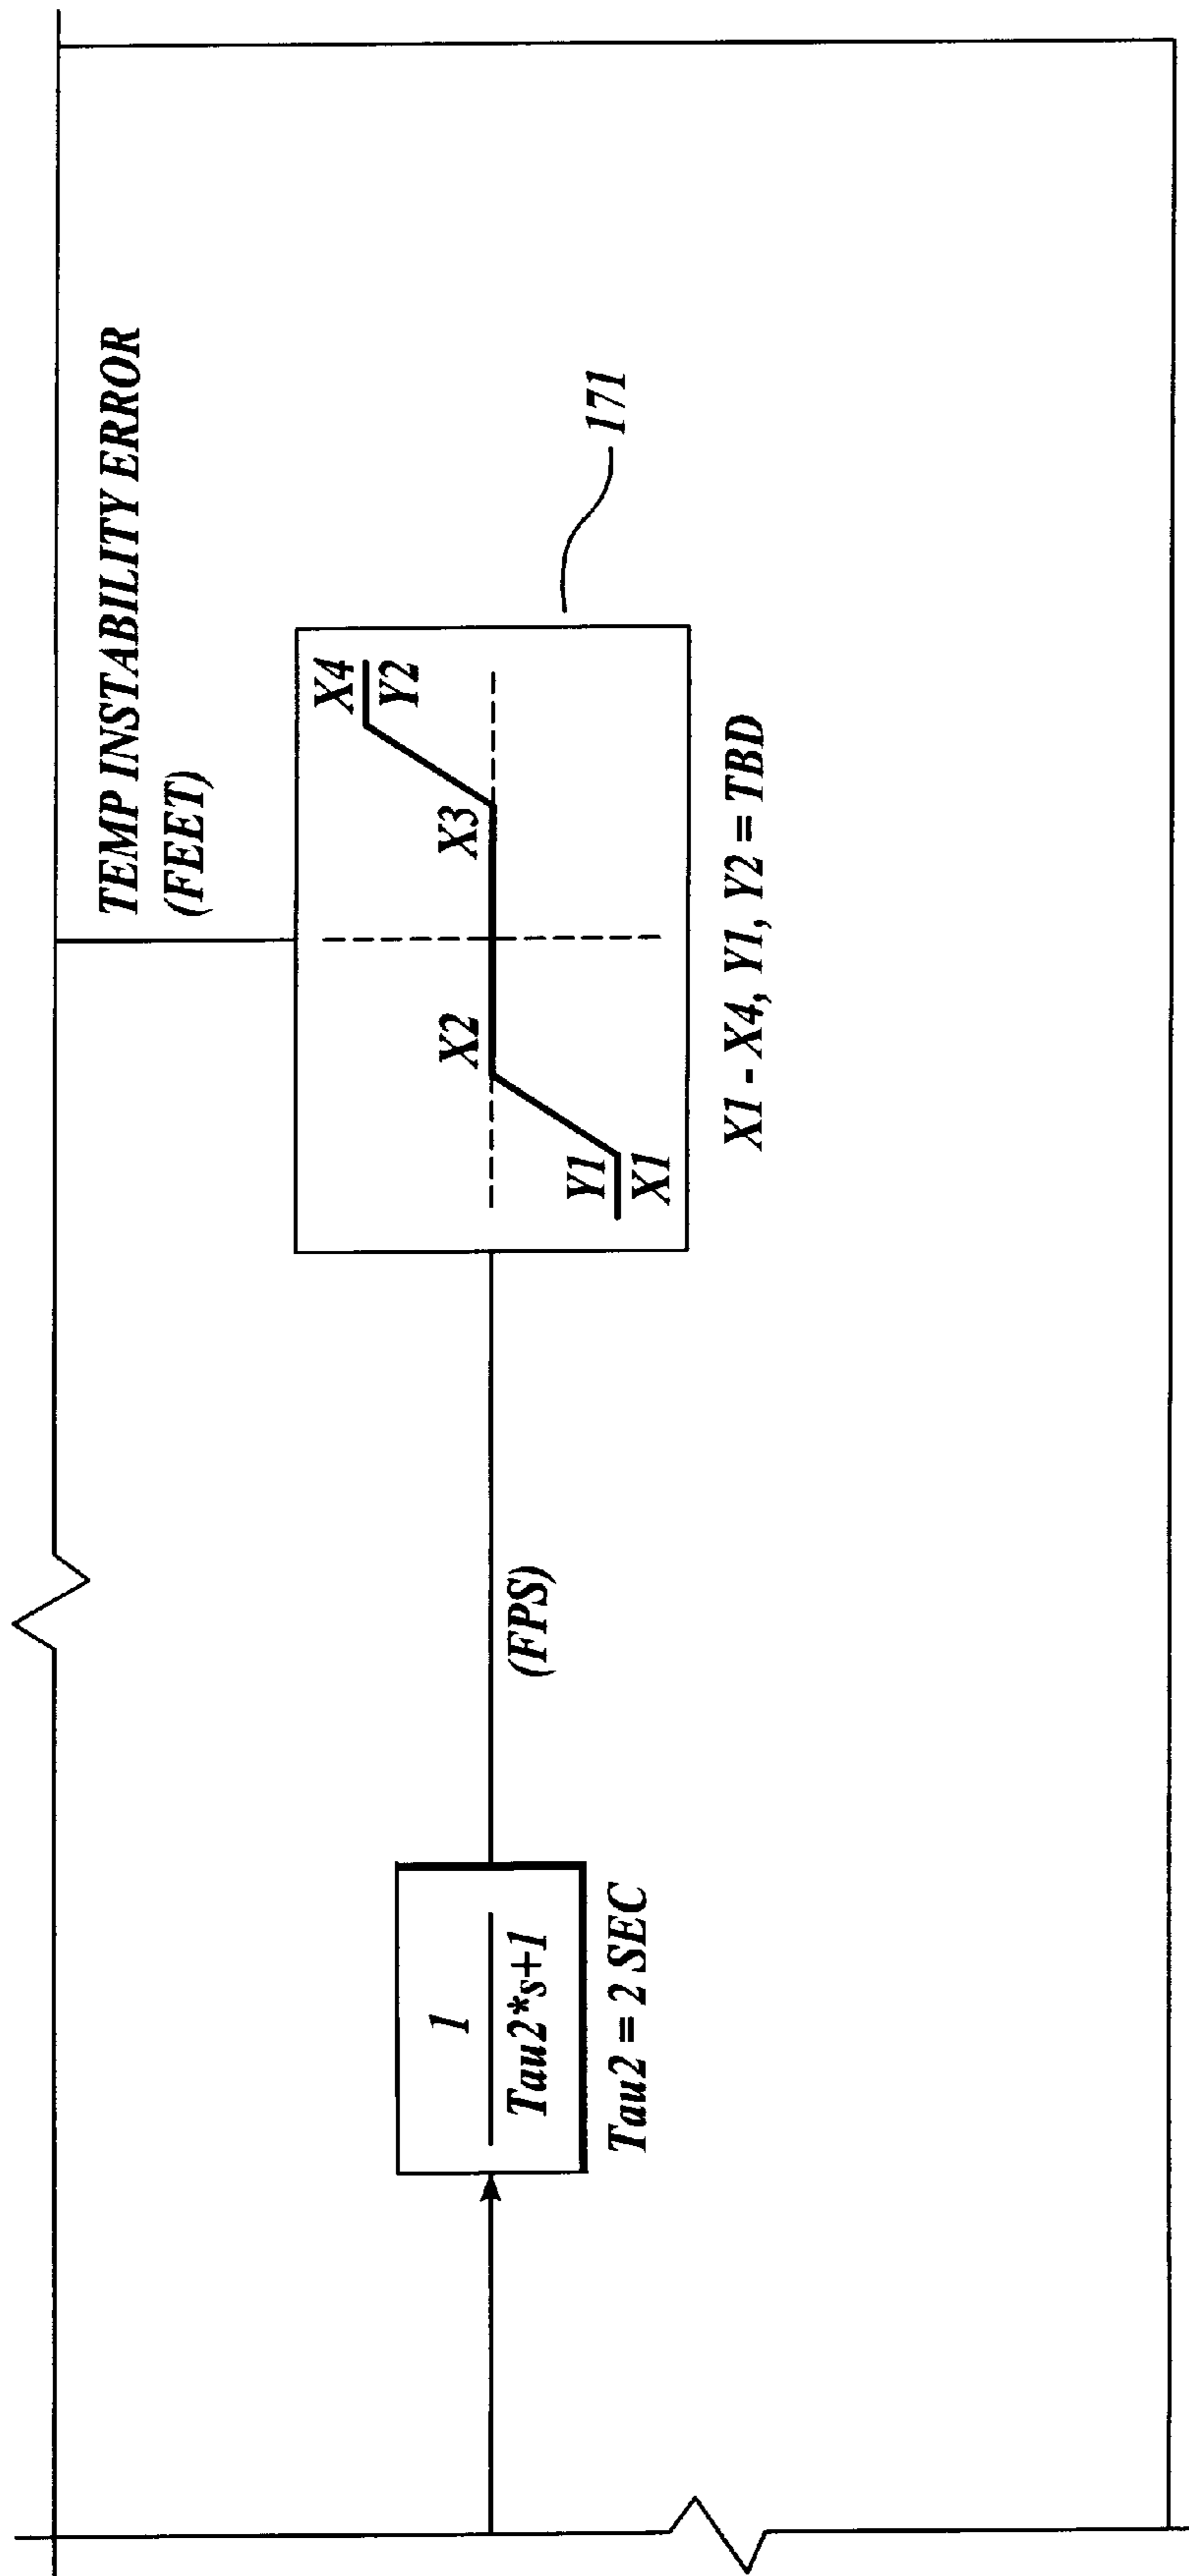 TEMP INSTABILITY ERROR
(FEET)
X4
Y2
X3
X2
Y1
X1
171
X1 - X4, Y1, Y2 = TBD
(FPS)
1
Tau2*s+1
Tau2 = 2 SEC